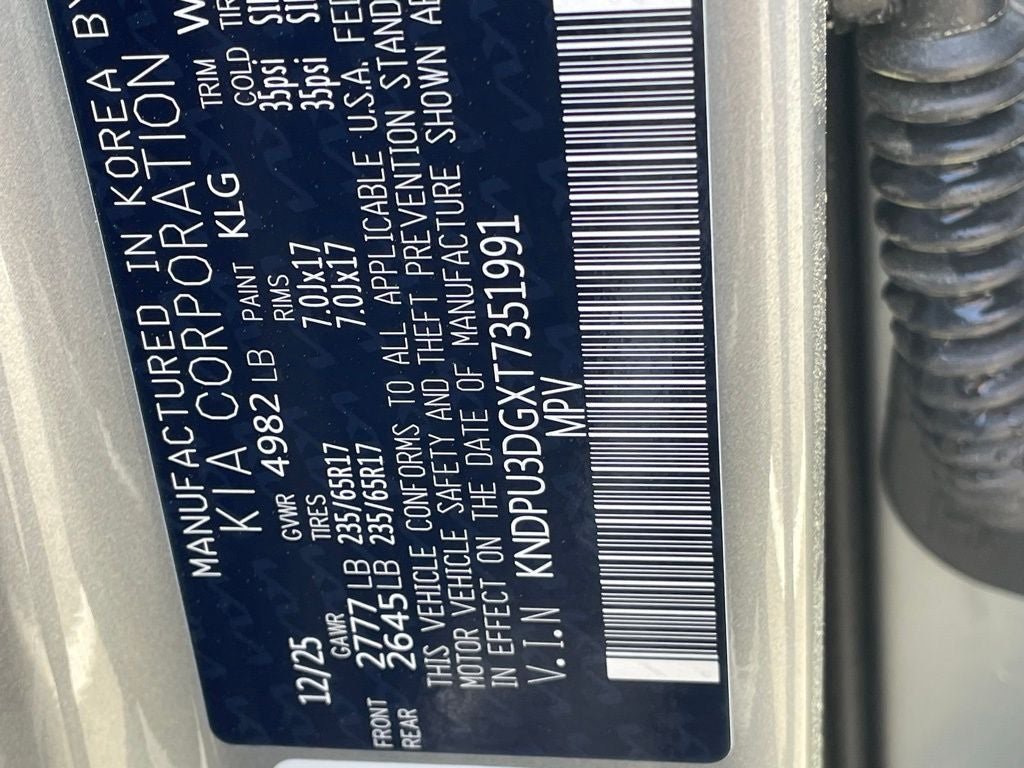 MANUFACTURED IN KOREA BY
KIA CORPORATION
12/25 GVWR 4982 LB PAINT KLG TRIM W
GAWR TIRES RIMS COLD TIR
FRONT 2777 LB 235/65R17 7.0Jx17 35psi
REAR 2645 LB 235/65R17 7.0Jx17 35psi
THIS VEHICLE CONFORMS TO ALL APPLICABLE U.S.A. FED
MOTOR VEHICLE SAFETY AND THEFT PREVENTION STAND
IN EFFECT ON THE DATE OF MANUFACTURE SHOWN AB
V.I.N KNDPU3DGXT7351991
MPV